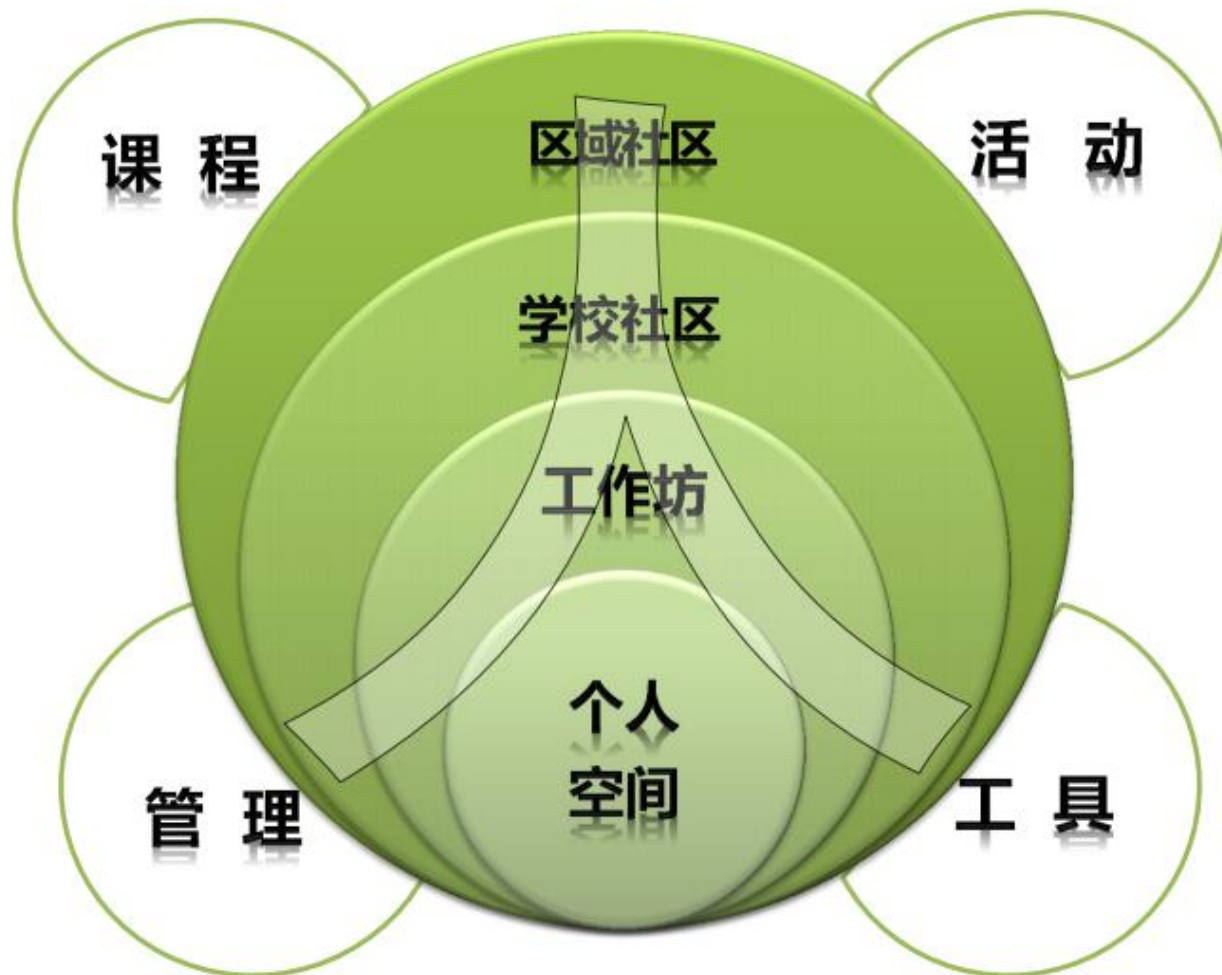 区域社区
课 程
活 动
学校社区
工作坊
个人
空间
管 理
工 具